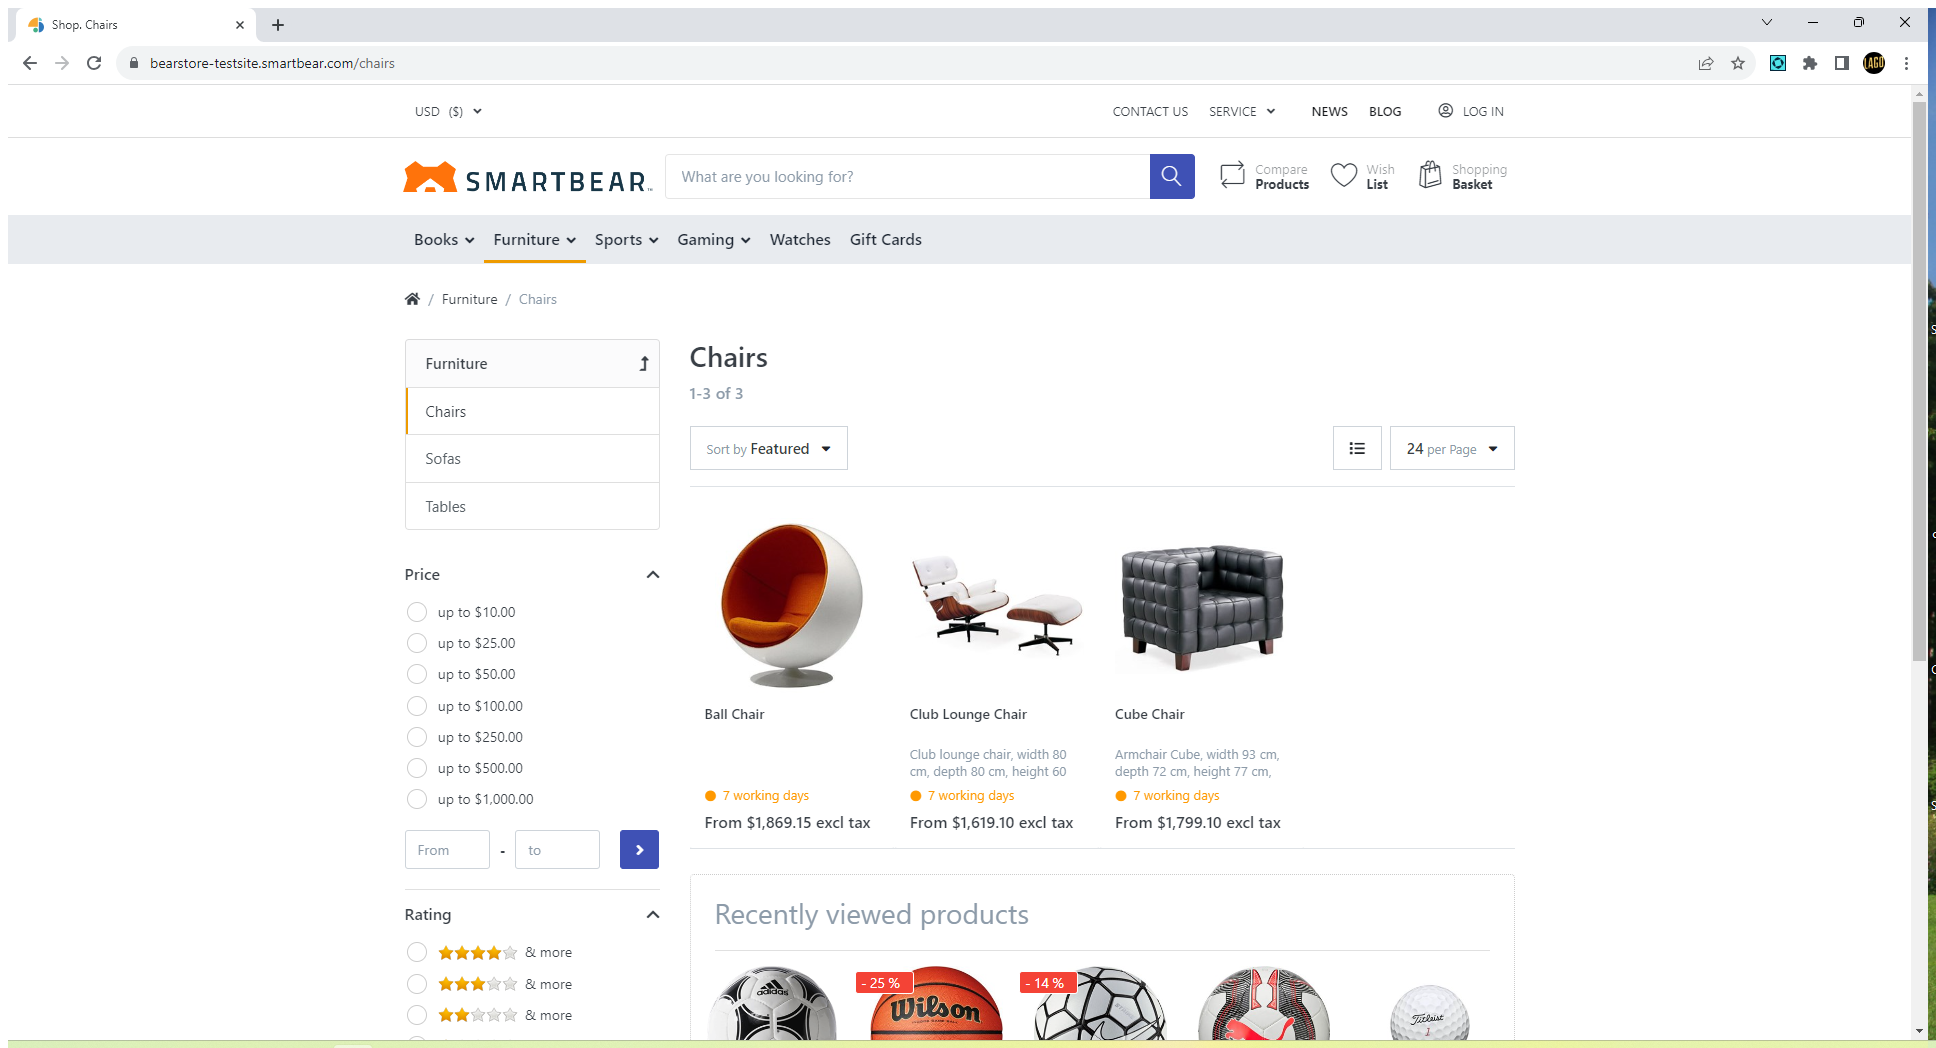 Shop. Chairs
bearstore-testsite.smartbear.com/chairs
LAGO
USD ($)
CONTACT US SERVICE NEWS BLOG LOG IN
SMARTBEAR
What are you looking for?
Compare
Products
Wish
List
Shopping
Basket
Books Furniture Sports Gaming Watches Gift Cards
/ Furniture / Chairs
Furniture
Chairs
Sofas
Tables
Price
up to $10.00
up to $25.00
up to $50.00
up to $100.00
up to $250.00
up to $500.00
up to $1,000.00
From - to
Rating
& more
& more
& more
Chairs
1-3 of 3
Sort by Featured
24 per Page
Ball Chair
7 working days
From $1,869.15 excl tax
Club Lounge Chair
Club lounge chair, width 80
cm, depth 80 cm, height 60
7 working days
From $1,619.10 excl tax
Cube Chair
Armchair Cube, width 93 cm,
depth 72 cm, height 77 cm,
7 working days
From $1,799.10 excl tax
Recently viewed products
adidas
- 25 %
Wilson
- 14 %
Titleist
1